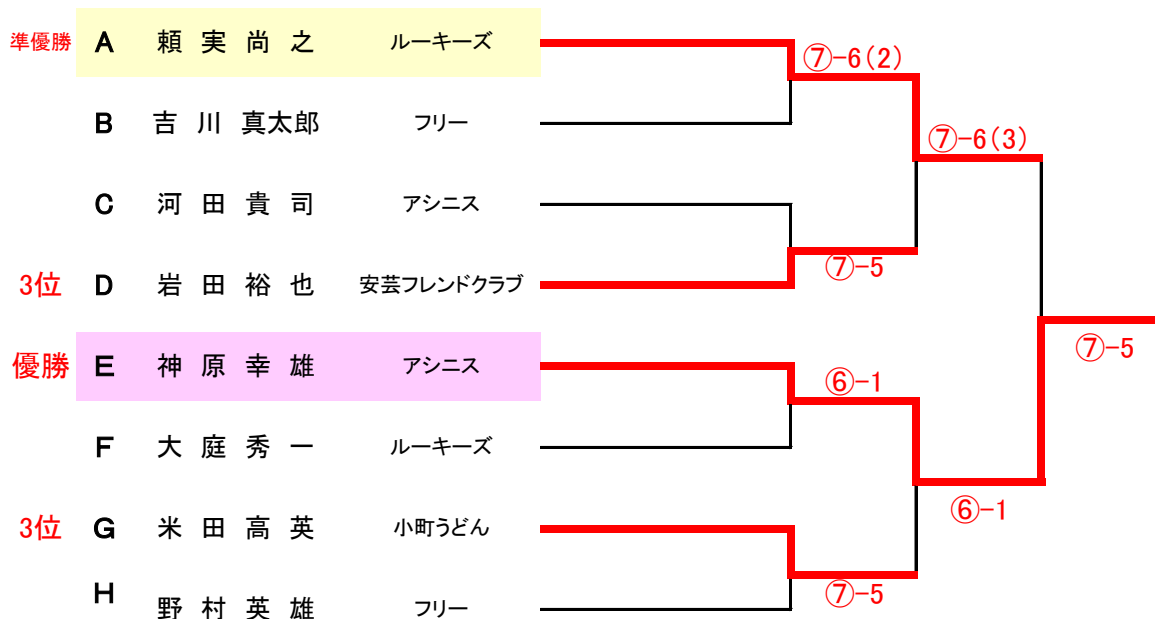 準優勝 A 頼 実 尚 之 ルーキーズ
⑦-6(2)
B 吉 川 真太郎 フリー
⑦-6(3)
C 河 田 貴 司 アシニス
⑦-5
3位 D 岩 田 裕 也 安芸フレンドクラブ
⑦-5
優勝 E 神 原 幸 雄 アシニス
⑥-1
F 大 庭 秀 一 ルーキーズ
⑥-1
3位 G 米 田 高 英 小町うどん
⑦-5
H 野 村 英 雄 フリー